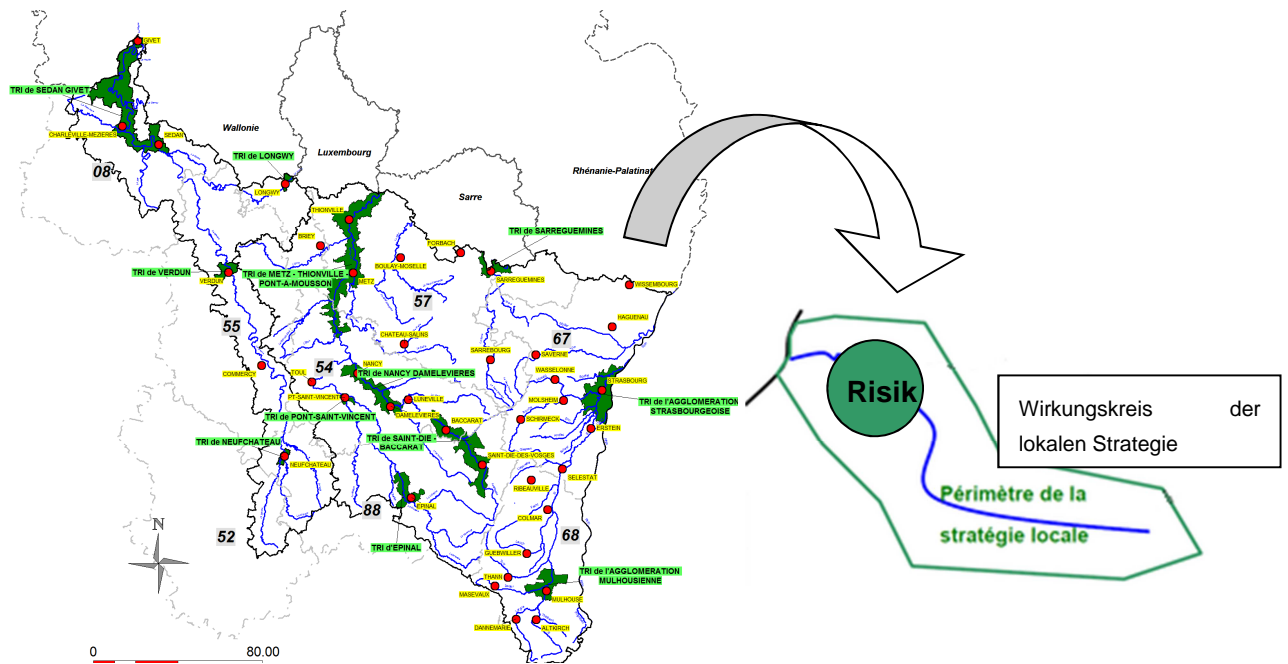 GIVET
TRI de SEDAN GIVET
CHARLEVILLE-MEZIERES
SEDAN
Wallonie
Luxembourg
Rhénanie-Palatinat
08
TRI de LONGWY
LONGWY
Sarre
THIONVILLE
BRIEY
FORBACH
TRI de SARREGUEMINES
BOULAY-MOSELLE
TRI de VERDUN
VERDUN
TRI de METZ - THIONVILLE -
PONT-A-MOUSSON
METZ
SARREGUEMINES
WISSEMBOURG
57
55
67
HAGUENAU
CHATEAU-SALINS
SARREBOURG
SAVERNE
COMMERCY
TOUL
54
NANCY
TRI de NANCY DAMELEVIERES
WASSELONNE
STRASBOURG
PT-SAINT-VINCENT
LUNEVILLE
MOLSHEIM
TRI de l'AGGLOMERATION
STRASBOURGEOISE
DAMELEVIERES
TRI de PONT-SAINT-VINCENT
BACCARAT
SCHIRMECK
ERSTEIN
TRI de NEUFCHATEAU
TRI de SAINT-DIE -
BACCARAT
NEUFCHATEAU
SAINT-DIE-DES-VOSGES
SELESTAT
RIBEAUVILLE
EPINAL
88
COLMAR
52
N
TRI d'EPINAL
68
GUEBWILLER
THANN
TRI de l'AGGLOMERATION
MULHOUSIENNE
MASEVAUX
MULHOUSE
DANNEMARIE
ALTKIRCH
0
80.00
Risik
Wirkungskreis der
lokalen Strategie
Périmètre de la
stratégie locale